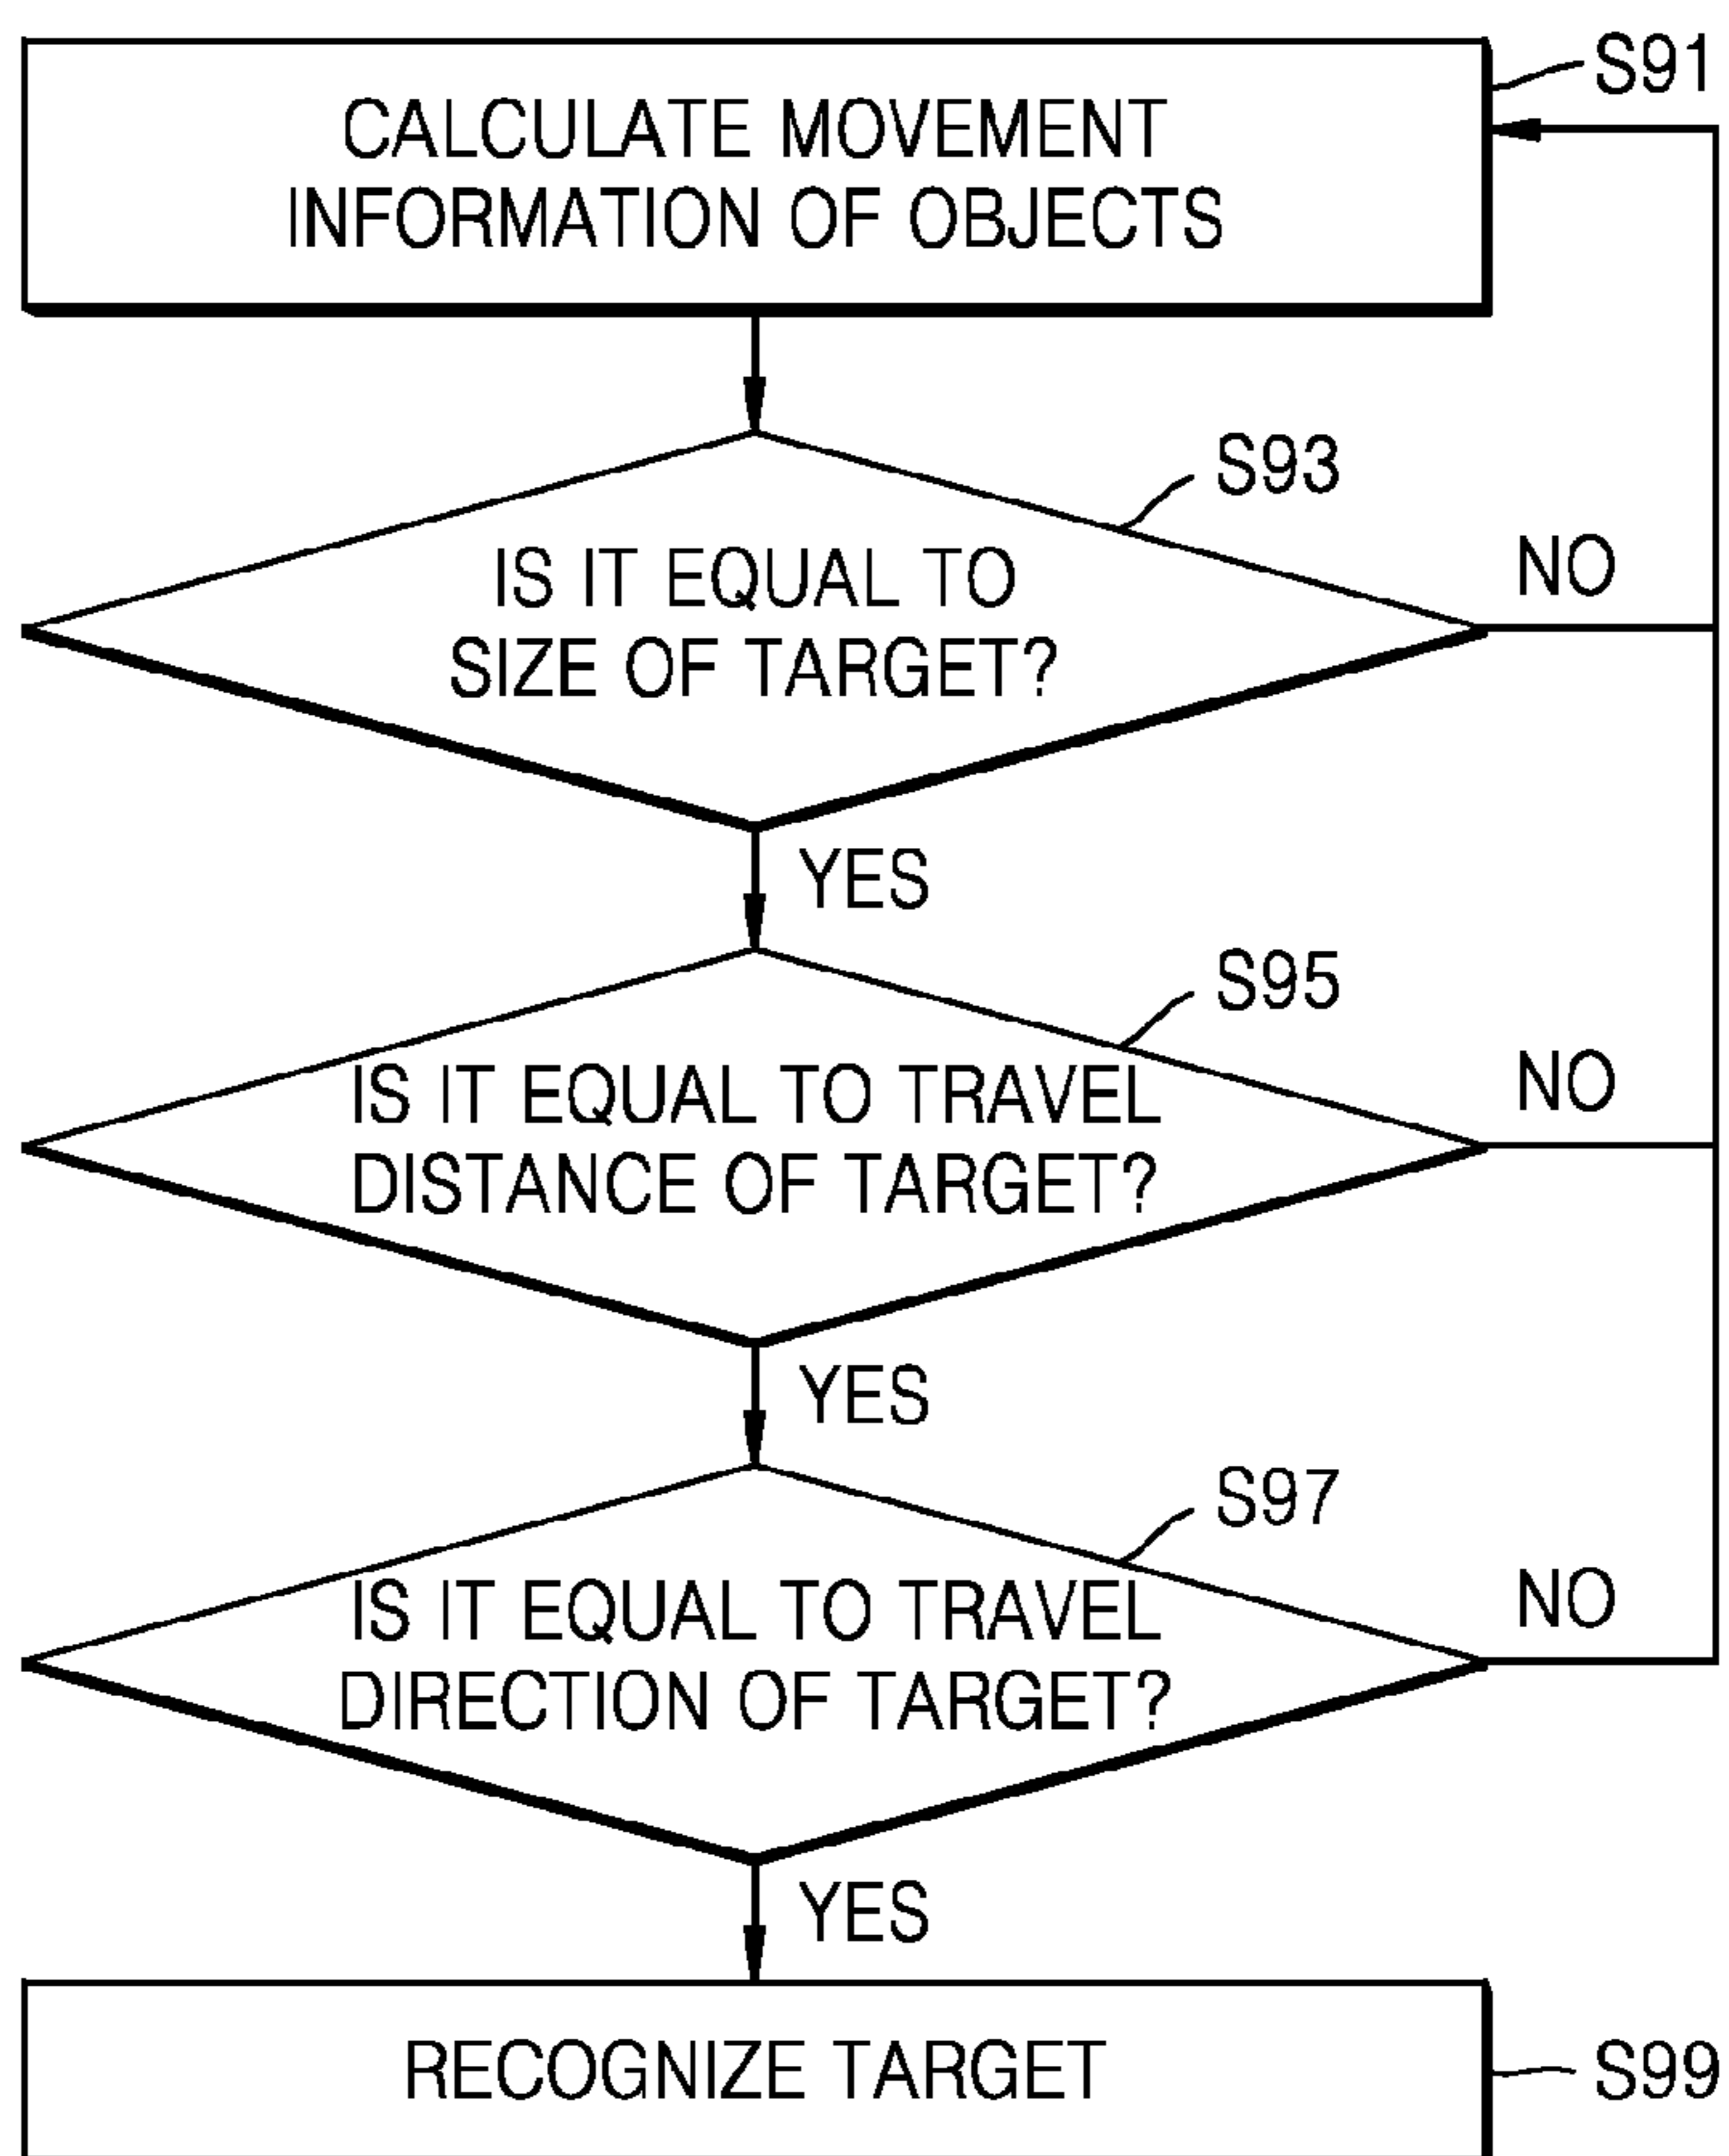 S91
CALCULATE MOVEMENT
INFORMATION OF OBJECTS
S93
IS IT EQUAL TO
SIZE OF TARGET?
NO
YES
S95
IS IT EQUAL TO TRAVEL
DISTANCE OF TARGET?
NO
YES
S97
IS IT EQUAL TO TRAVEL
DIRECTION OF TARGET?
NO
YES
RECOGNIZE TARGET
S99